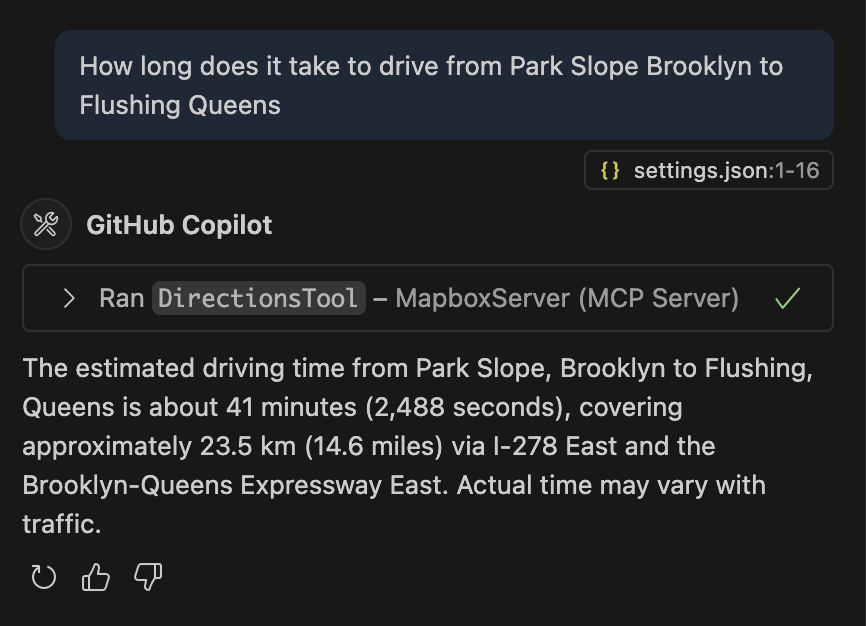 How long does it take to drive from Park Slope Brooklyn to
Flushing Queens
{} settings.json:1-16
GitHub Copilot
Ran DirectionsTool – MapboxServer (MCP Server)
The estimated driving time from Park Slope, Brooklyn to Flushing,
Queens is about 41 minutes (2,488 seconds), covering
approximately 23.5 km (14.6 miles) via I-278 East and the
Brooklyn-Queens Expressway East. Actual time may vary with
traffic.